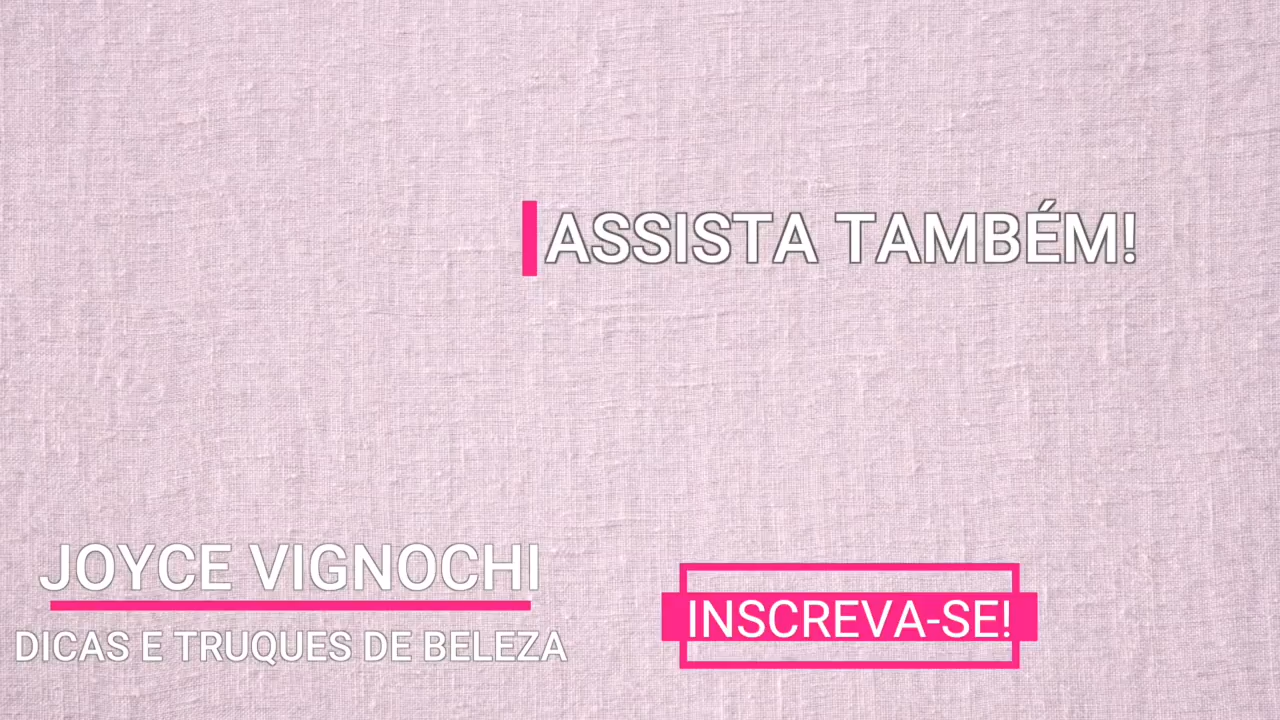 ASSISTA TAMBÉM!
JOYCE VIGNOCHI
DICAS E TRUQUES DE BELEZA
INSCREVA-SE!